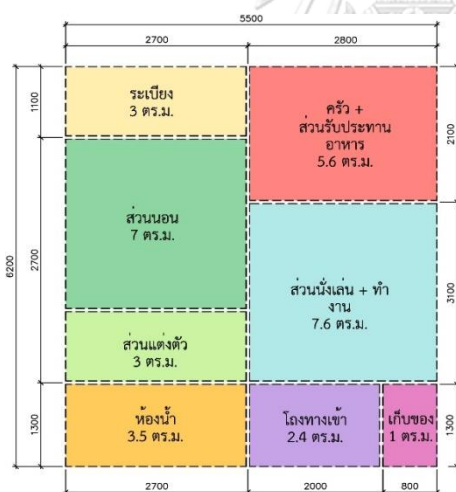 5500
2700
2800
ระเบียง
3 ตร.ม.
ครัว +
ส่วนรับประทาน
อาหาร
5.6 ตร.ม.
1100
2100
ส่วนนอน
7 ตร.ม.
6200
2700
ส่วนนั่งเล่น + ทำ
งาน
7.6 ตร.ม.
3100
ส่วนแต่งตัว
3 ตร.ม.
ห้องน้ำ
3.5 ตร.ม.
โถงทางเข้า
2.4 ตร.ม.
เก็บของ
1 ตร.ม.
1300
1300
2700
2000
800